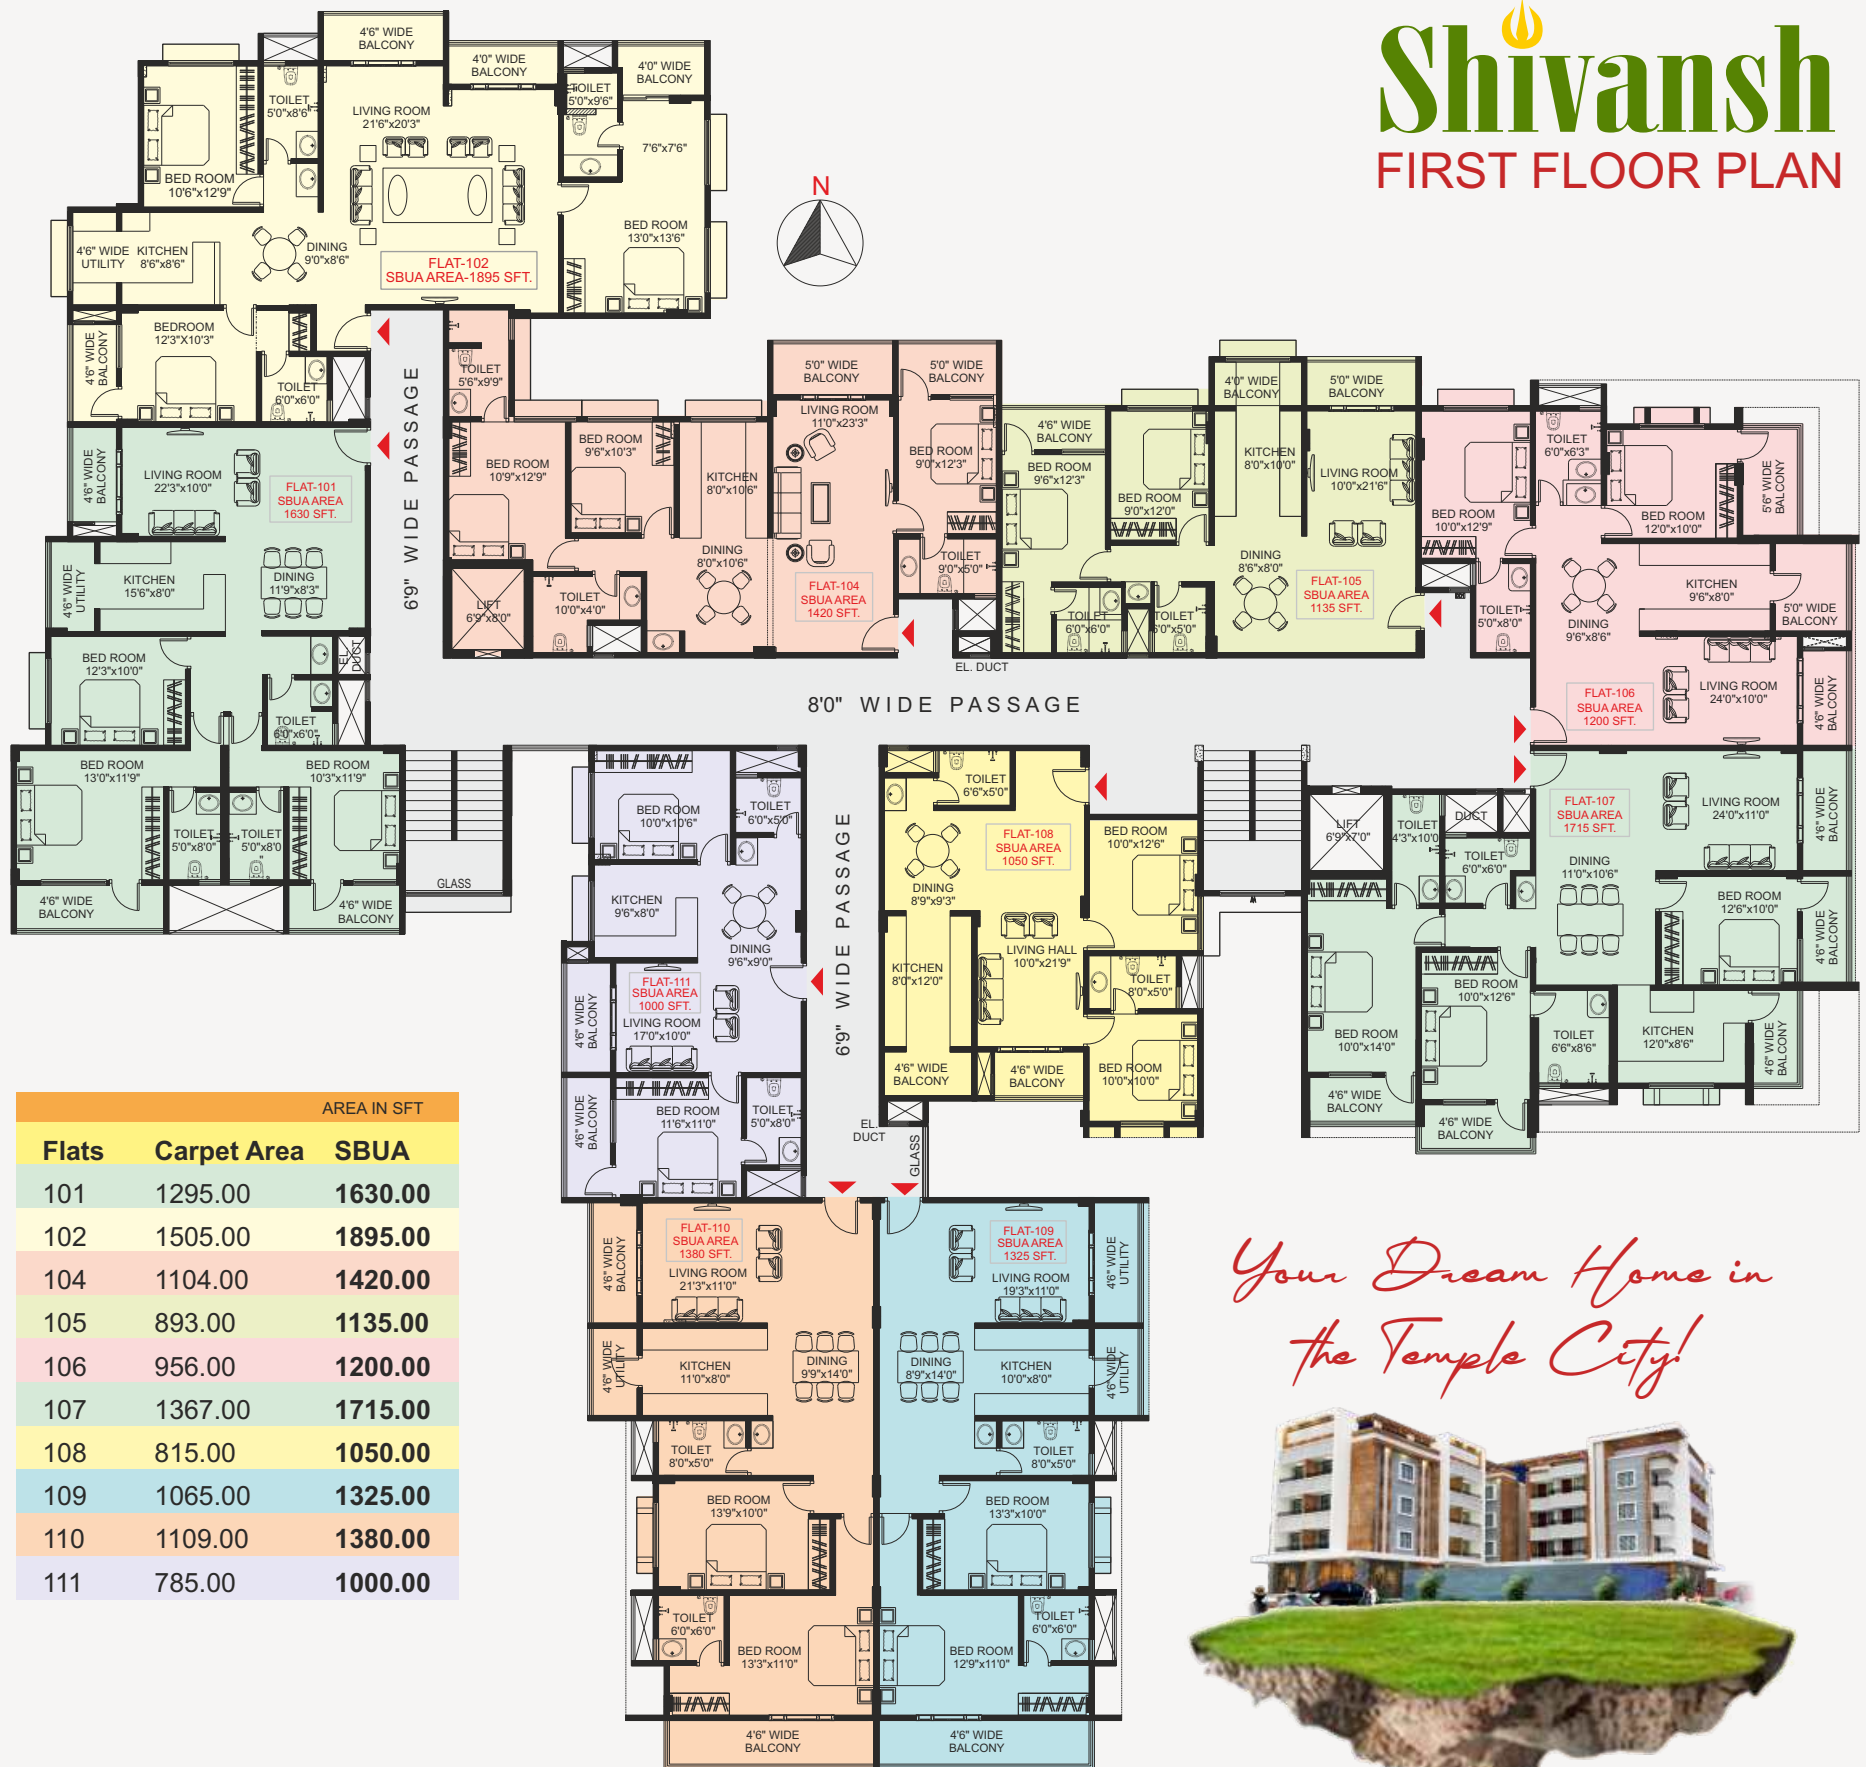 Shivansh
FIRST FLOOR PLAN
N
4'6" WIDE
BALCONY
4'0" WIDE
BALCONY
4'0" WIDE
BALCONY
TOILET
5'0"x8'6"
LIVING ROOM
21'6"x20'3"
TOILET
5'0"x9'6"
7'6"x7'6"
BED ROOM
10'6"x12'9"
BED ROOM
13'0"x13'6"
4'6" WIDE
UTILITY
KITCHEN
8'6"x8'6"
DINING
9'0"x8'6"
FLAT-102
SBUA AREA-1895 SFT.
BEDROOM
12'3"X10'3"
4'6" WIDE
BALCONY
TOILET
6'0"x6'0"
6'9" WIDE PASSAGE
4'6" WIDE
BALCONY
LIVING ROOM
22'3"x10'0"
FLAT-101
SBUA AREA
1630 SFT.
4'6" WIDE
UTILITY
KITCHEN
15'6"x8'0"
DINING
11'9"x8'3"
BED ROOM
12'3"x10'0"
EL.
DUCT
TOILET
6'0"x6'0"
BED ROOM
13'0"x11'9"
BED ROOM
10'3"x11'9"
TOILET
5'0"x8'0"
TOILET
5'0"x8'0
"
4'6" WIDE
BALCONY
4'6" WIDE
BALCONY
GLASS
TOILET
5'6"x9'9"
BED ROOM
10'9"x12'9"
BED ROOM
9'6"x10'3"
KITCHEN
8'0"x10'6"
5'0" WIDE
BALCONY
5'0" WIDE
BALCONY
LIVING ROOM
11'0"x23'3"
BED ROOM
9'0"x12'3"
DINING
8'0"x10'6"
TOILET
9'0"x5'0"
LIFT
6'9"x8'0"
TOILET
10'0"x4'0"
FLAT-104
SBUA AREA
1420 SFT.
EL. DUCT
4'6" WIDE
BALCONY
BED ROOM
9'6"x12'3"
BED ROOM
9'0"x12'0"
4'0" WIDE
BALCONY
5'0" WIDE
BALCONY
KITCHEN
8'0"x10'0"
LIVING ROOM
10'0"x21'6"
DINING
8'6"x8'0"
FLAT-105
SBUA AREA
1135 SFT.
TOILET
6'0"x6'0"
TOILET
6'0"x5'0"
TOILET
6'0"x6'3"
BED ROOM
10'0"x12'9"
BED ROOM
12'0"x10'0"
5'6" WIDE
BALCONY
KITCHEN
9'6"x8'0"
5'0" WIDE
BALCONY
TOILET
5'0"x8'0"
DINING
9'6"x8'6"
FLAT-106
SBUA AREA
1200 SFT.
LIVING ROOM
24'0"x10'0"
4'6" WIDE
BALCONY
8'0" WIDE PASSAGE
FLAT-107
SBUA AREA
1715 SFT.
LIVING ROOM
24'0"x11'0"
4'6" WIDE
BALCONY
LIFT
6'9"x7'0"
TOILET
4'3"x10'0
DUCT
TOILET
6'0"x6'0"
DINING
11'0"x10'6"
BED ROOM
12'6"x10'0"
4'6" WIDE
BALCONY
BED ROOM
10'0"x14'0"
BED ROOM
10'0"x12'6"
TOILET
6'6"x8'6"
KITCHEN
12'0"x8'6"
4'6" WIDE
BALCONY
4'6" WIDE
BALCONY
4'6" WIDE
BALCONY
BED ROOM
10'0"x10'6"
TOILET
6'0"x5'0"
KITCHEN
9'6"x8'0"
DINING
9'6"x9'0"
FLAT-111
SBUA AREA
1000 SFT.
LIVING ROOM
17'0"x10'0"
4'6" WIDE
BALCONY
4'6" WIDE
BALCONY
BED ROOM
11'6"x11'0"
TOILET
5'0"x8'0"
6'9" WIDE PASSAGE
EL.
DUCT
GLASS
TOILET
6'6"x5'0"
FLAT-108
SBUA AREA
1050 SFT.
BED ROOM
10'0"x12'6"
DINING
8'9"x9'3"
LIVING HALL
10'0"x21'9"
KITCHEN
8'0"x12'0"
TOILET
8'0"x5'0"
BED ROOM
10'0"x10'0"
4'6" WIDE
BALCONY
4'6" WIDE
BALCONY
AREA IN SFT
Flats Carpet Area SBUA
101 1295.00 1630.00
102 1505.00 1895.00
104 1104.00 1420.00
105 893.00 1135.00
106 956.00 1200.00
107 1367.00 1715.00
108 815.00 1050.00
109 1065.00 1325.00
110 1109.00 1380.00
111 785.00 1000.00
FLAT-110
SBUA AREA
1380 SFT.
LIVING ROOM
21'3"x11'0"
4'6" WIDE
BALCONY
4'6" WIDE
UTILITY
KITCHEN
11'0"x8'0"
DINING
9'9"x14'0"
TOILET
8'0"x5'0"
BED ROOM
13'9"x10'0"
TOILET
6'0"x6'0"
BED ROOM
13'3"x11'0"
4'6" WIDE
BALCONY
FLAT-109
SBUA AREA
1325 SFT.
LIVING ROOM
19'3"x11'0"
4'6" WIDE
UTILITY
DINING
8'9"x14'0"
KITCHEN
10'0"x8'0"
4'6" WIDE
UTILITY
TOILET
8'0"x5'0"
BED ROOM
13'3"x10'0"
TOILET
6'0"x6'0"
BED ROOM
12'9"x11'0"
4'6" WIDE
BALCONY
Your Dream Home in
the Temple City!